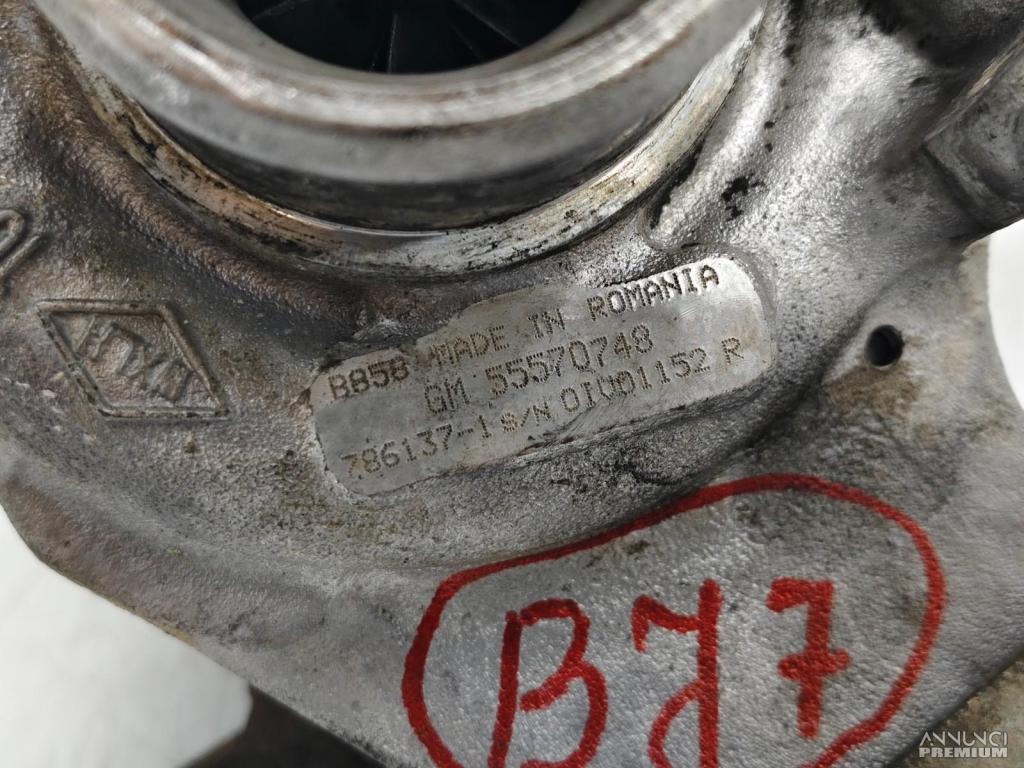 B858 MADE IN ROMANIA
GM 55570748
786137-1 S/N 01U01152 R
B77
ANNUNCI
PREMIUM